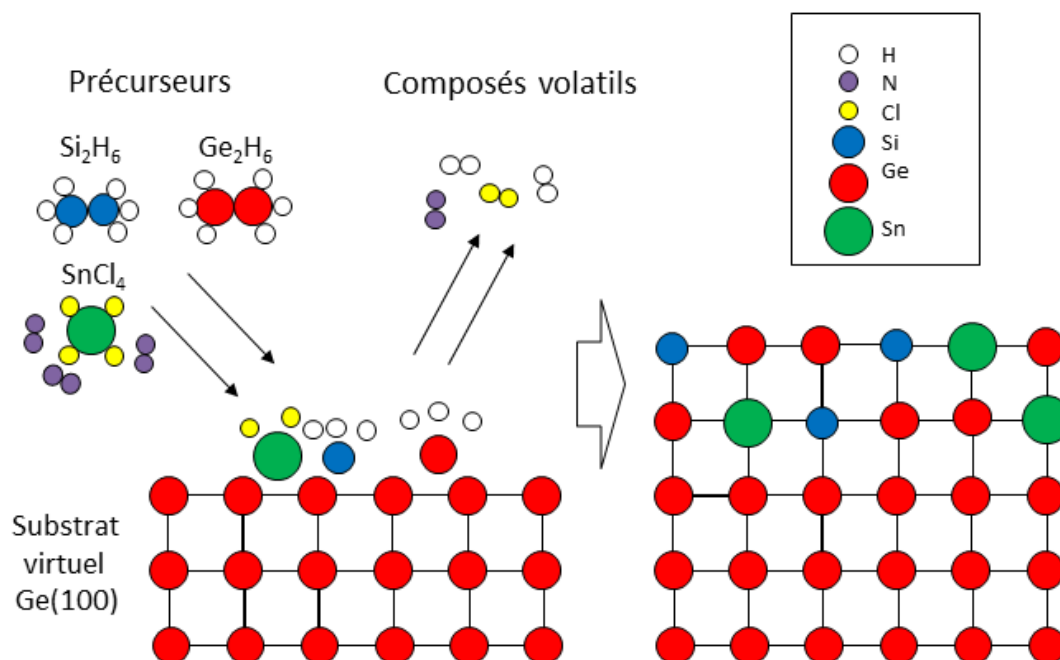 Précurseurs
Composés volatils
Si₂H₆
Ge₂H₆
SnCl₄
H
N
Cl
Si
Ge
Sn
Substrat
virtuel
Ge(100)